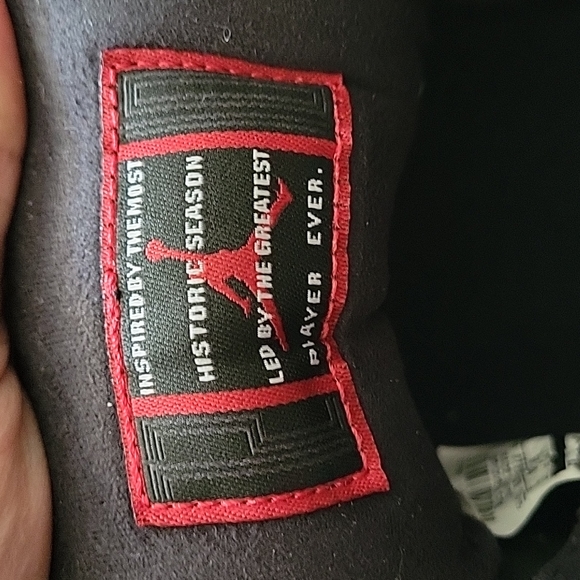 INSPIRED BY THE MOST
HISTORIC SEASON
LED BY THE GREATEST
PLAYER EVER.